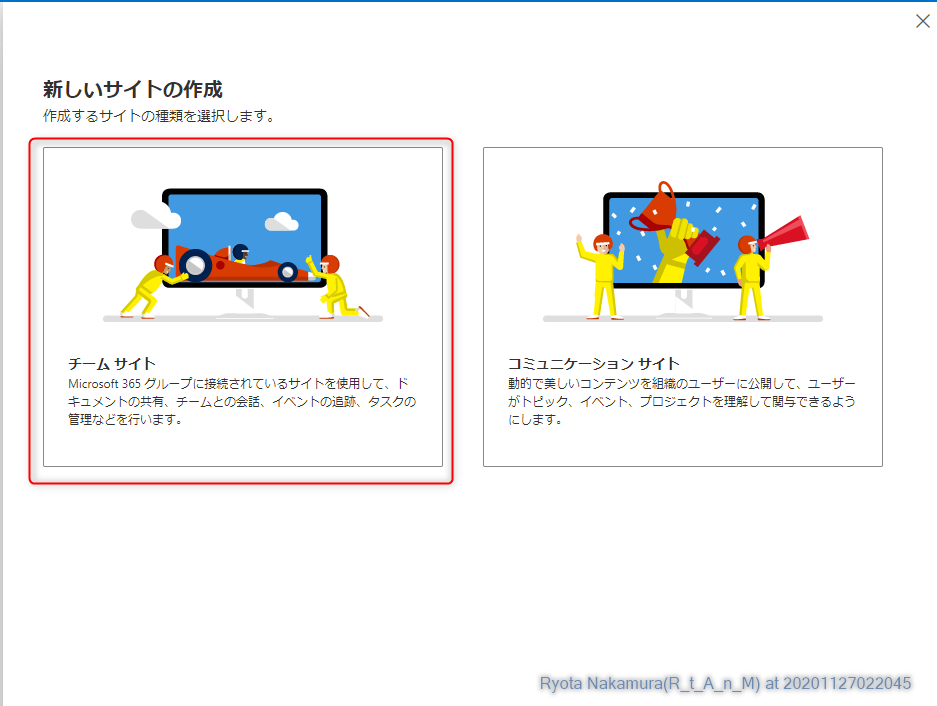 新しいサイトの作成
作成するサイトの種類を選択します。
チーム サイト
Microsoft 365 グループに接続されているサイトを使用して、ド
キュメントの共有、チームとの会話、イベントの追跡、タスクの
管理などを行います。
コミュニケーション サイト
動的で美しいコンテンツを組織のユーザーに公開して、ユーザー
がトピック、イベント、プロジェクトを理解して関与できるよう
にします。
Ryota Nakamura(R_t_A_n_M) at 20201127022045